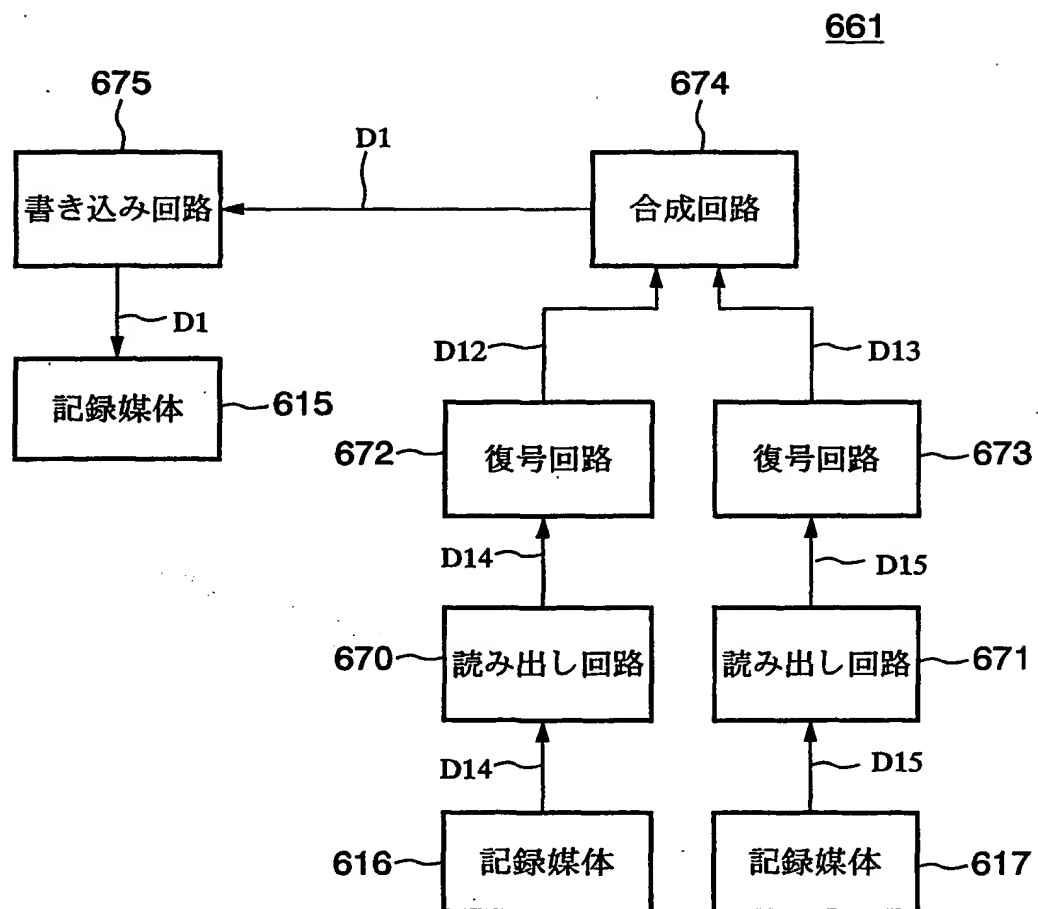 661
675
674
D1
書き込み回路
合成回路
D1
D12
D13
記録媒体
615
672
復号回路
復号回路
673
D14
D15
670
読み出し回路
読み出し回路
671
D14
D15
616
記録媒体
記録媒体
617